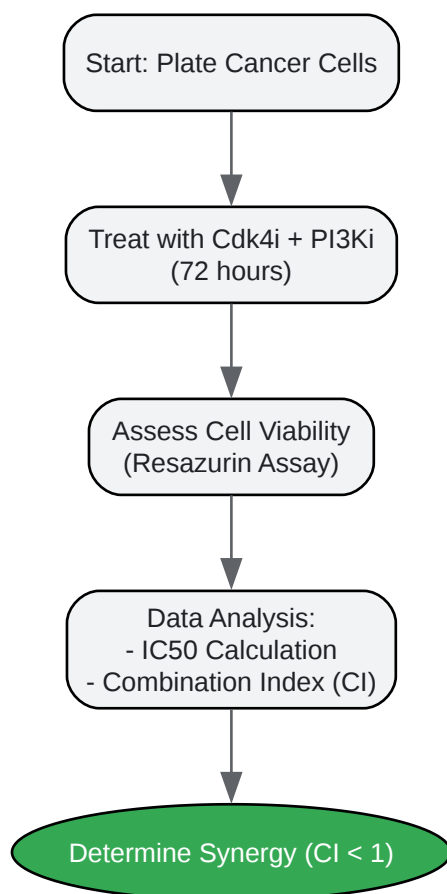 Start: Plate Cancer Cells
Treat with Cdk4i + PI3Ki
(72 hours)
Assess Cell Viability
(Resazurin Assay)
Data Analysis:
- IC50 Calculation
- Combination Index (CI)
Determine Synergy (CI < 1)